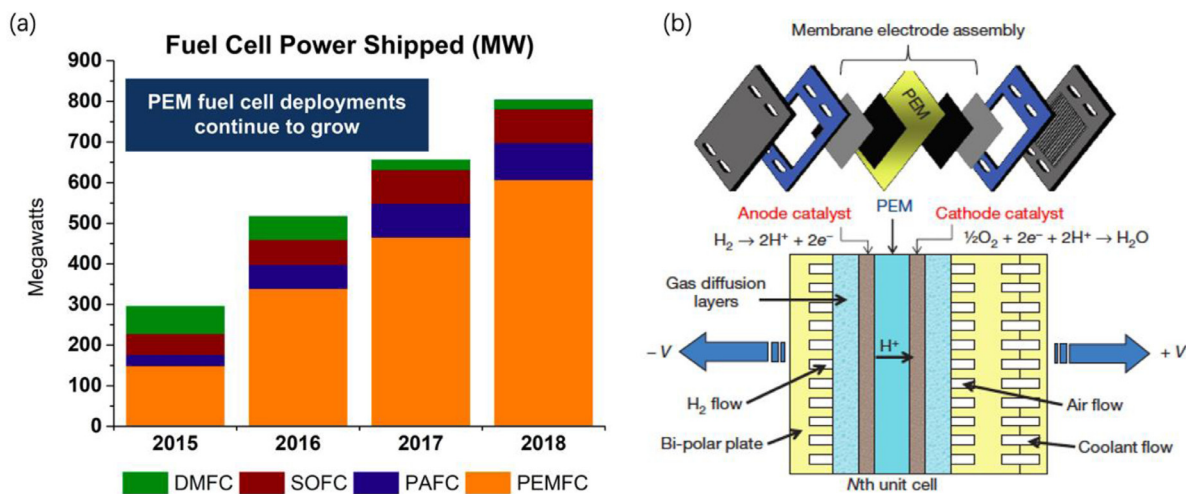 (a)
Fuel Cell Power Shipped (MW)
PEM fuel cell deployments
continue to grow
Megawatts
900
800
700
600
500
400
300
200
100
0
2015 2016 2017 2018
DMFC SOFC PAFC PEMFC
(b)
Membrane electrode assembly
PEM
PEM
Anode catalyst Cathode catalyst
H₂ → 2H⁺ + 2e⁻ ½O₂ + 2e⁻ + 2H⁺ → H₂O
Gas diffusion
layers
H⁺
– V + V
H₂ flow Air flow
Bi-polar plate Coolant flow
Nth unit cell